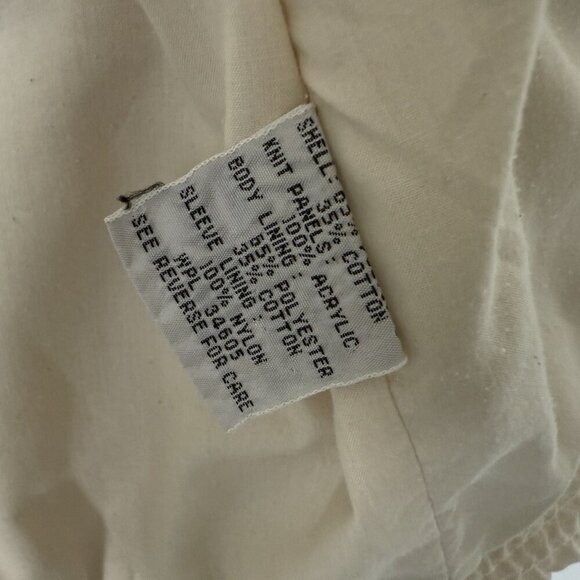 SHELL:
35% COTTON
KNIT PANELS:
100% ACRYLIC
BODY LINING:
65% POLYESTER
35% COTTON
SLEEVE LINING:
100% NYLON
WPL 34605
SEE REVERSE FOR CARE